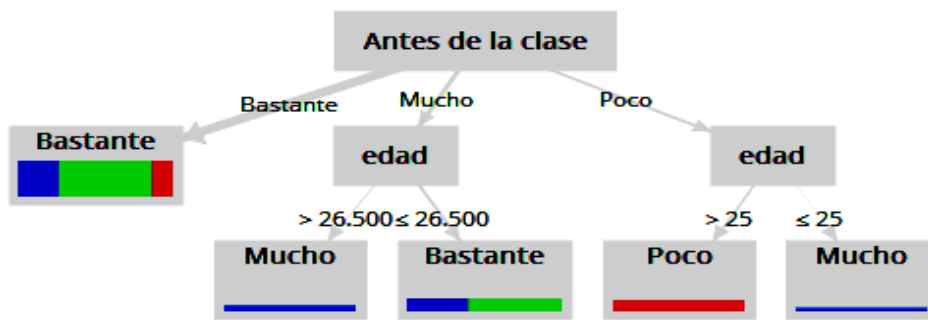 Antes de la clase
Bastante
Mucho
Poco
Bastante
edad
edad
> 26.500
≤ 26.500
> 25
≤ 25
Mucho
Bastante
Poco
Mucho